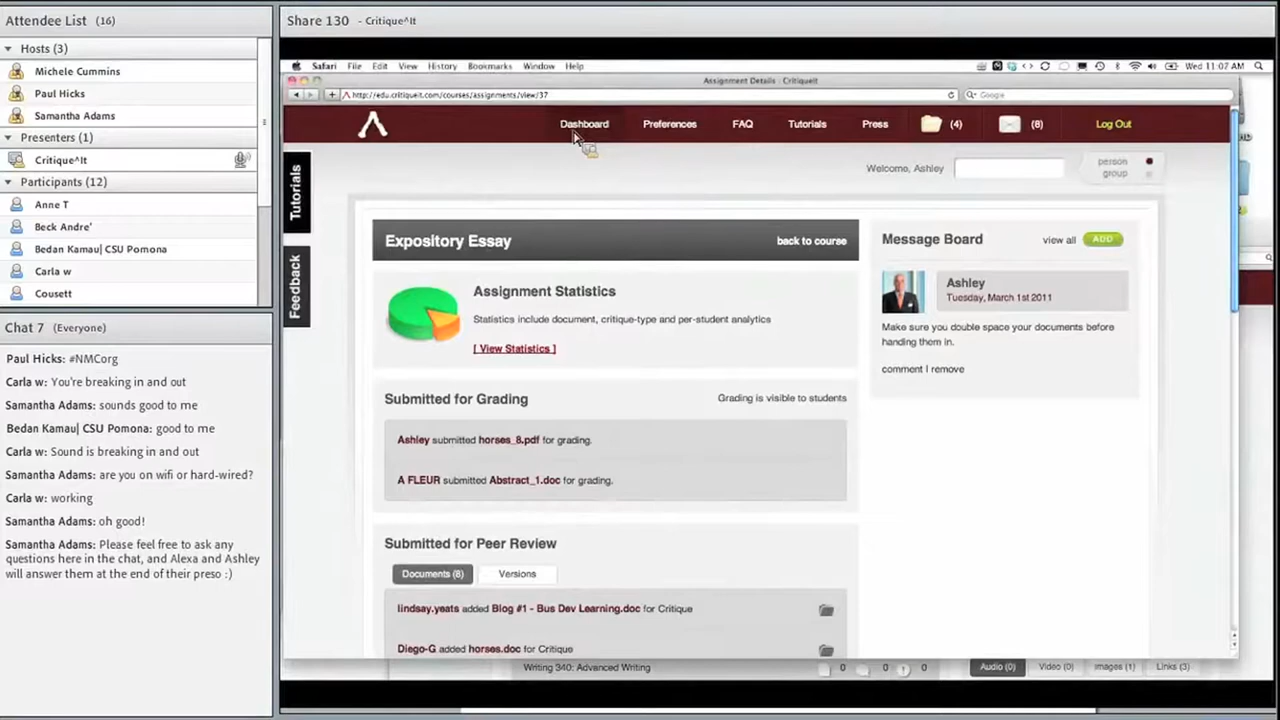 Attendee List (16)
Hosts (3)
Michele Cummins
Paul Hicks
Samantha Adams
Presenters (1)
Critique^It
Participants (12)
Anne T
Beck Andre'
Bedan Kamau| CSU Pomona
Carla w
Cousett
Chat 7 (Everyone)
Paul Hicks: #NMCorg
Carla w: You're breaking in and out
Samantha Adams: sounds good to me
Bedan Kamau| CSU Pomona: good to me
Carla w: Sound is breaking in and out
Samantha Adams: are you on wifi or hard-wired?
Carla w: working
Samantha Adams: oh good!
Samantha Adams: Please feel free to ask any
questions here in the chat, and Alexa and Ashley
will answer them at the end of their preso :)
Share 130 - Critique^It
Safari File Edit View History Bookmarks Window Help
Wed 11:07 AM
Assignment Details - CritiqueIt
http://edu.critiqueit.com/courses/assignments/view/37
Google
Dashboard Preferences FAQ Tutorials Press (4) (8) Log Out
Welcome, Ashley
person
group
Tutorials
Feedback
Expository Essay back to course
Assignment Statistics
Statistics include document, critique-type and per-student analytics
[ View Statistics ]
Submitted for Grading Grading is visible to students
Ashley submitted horses_8.pdf for grading.
A FLEUR submitted Abstract_1.doc for grading.
Submitted for Peer Review
Documents (8) Versions
lindsay.yeats added Blog #1 - Bus Dev Learning.doc for Critique
Diego-G added horses.doc for Critique
Message Board view all ADD
Ashley
Tuesday, March 1st 2011
Make sure you double space your documents before
handing them in.
comment | remove
Writing 340: Advanced Writing 0 0 0
Audio (0) Video (0) Images (1) Links (3)